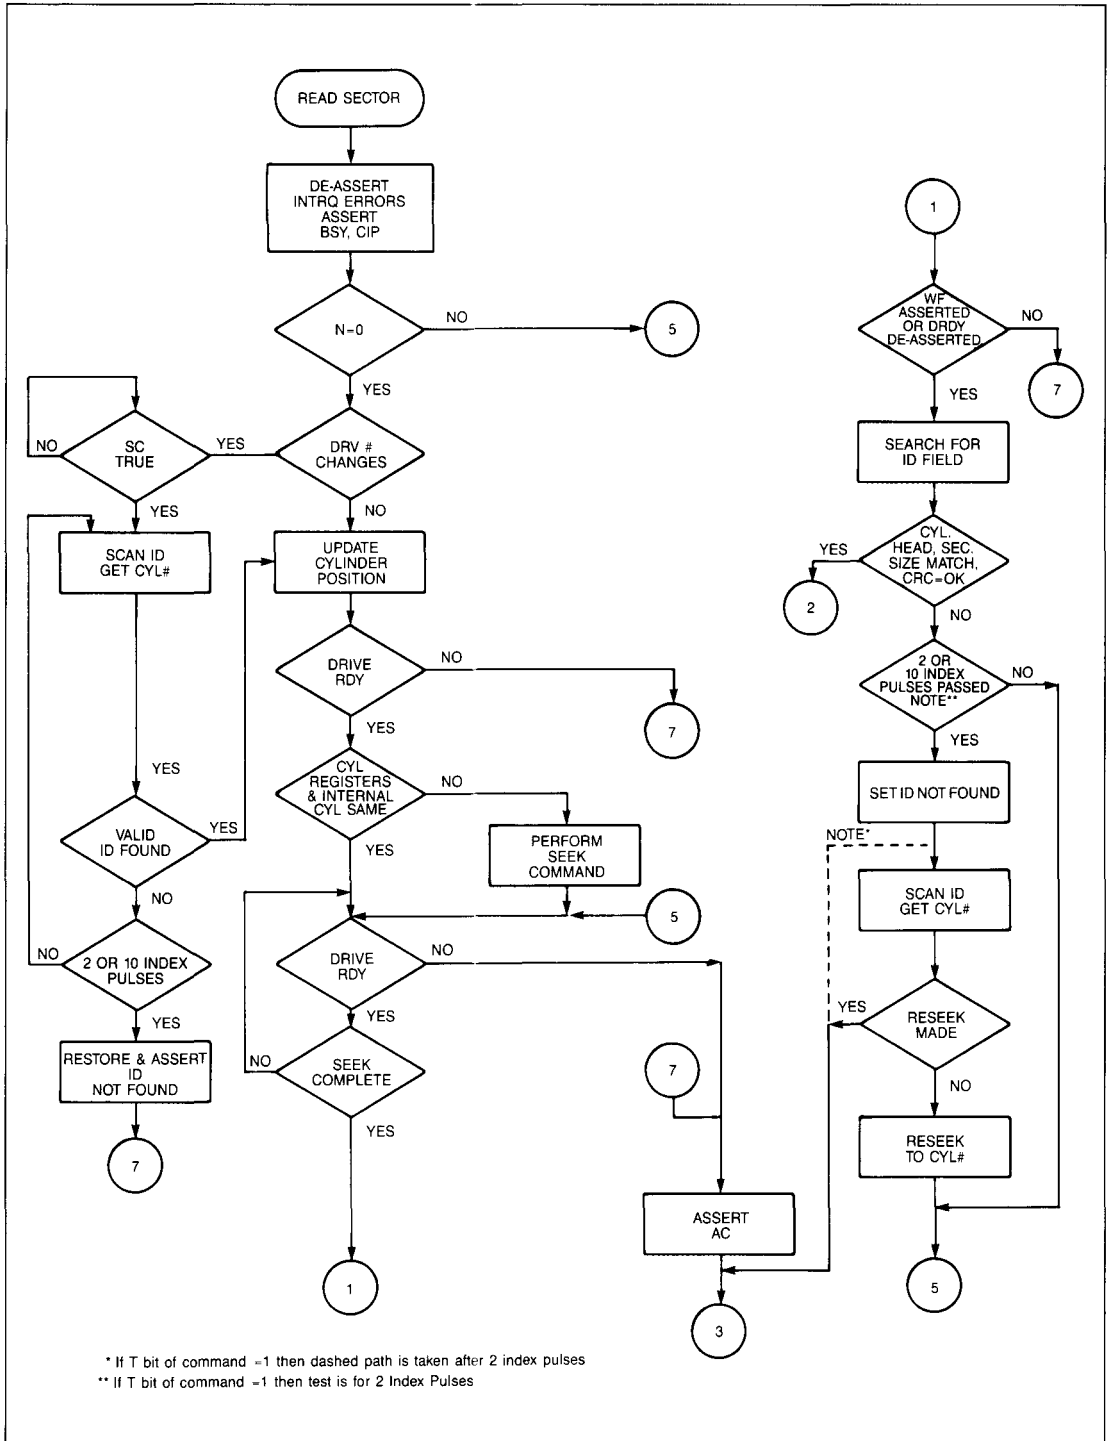 READ SECTOR
DE-ASSERT
INTRQ ERRORS
ASSERT
BSY, CIP
N=0
NO
5
YES
DRV #
CHANGES
YES
NO
SC
TRUE
NO
YES
SCAN ID
GET CYL#
YES
VALID
ID FOUND
YES
NO
2 OR 10 INDEX
PULSES
NO
YES
RESTORE & ASSERT
ID
NOT FOUND
7
UPDATE
CYLINDER
POSITION
DRIVE
RDY
NO
7
YES
CYL
REGISTERS
& INTERNAL
CYL SAME
NO
PERFORM
SEEK
COMMAND
YES
5
DRIVE
RDY
NO
YES
SEEK
COMPLETE
NO
YES
1
7
ASSERT
AC
3
1
WF
ASSERTED
OR DRDY
DE-ASSERTED
NO
7
YES
SEARCH FOR
ID FIELD
CYL.
HEAD, SEC.
SIZE MATCH,
CRC=OK
YES
2
NO
2 OR
10 INDEX
PULSES PASSED
NOTE**
NO
YES
SET ID NOT FOUND
NOTE*
SCAN ID
GET CYL#
RESEEK
MADE
YES
NO
RESEEK
TO CYL#
5
* If T bit of command =1 then dashed path is taken after 2 index pulses
** If T bit of command =1 then test is for 2 Index Pulses